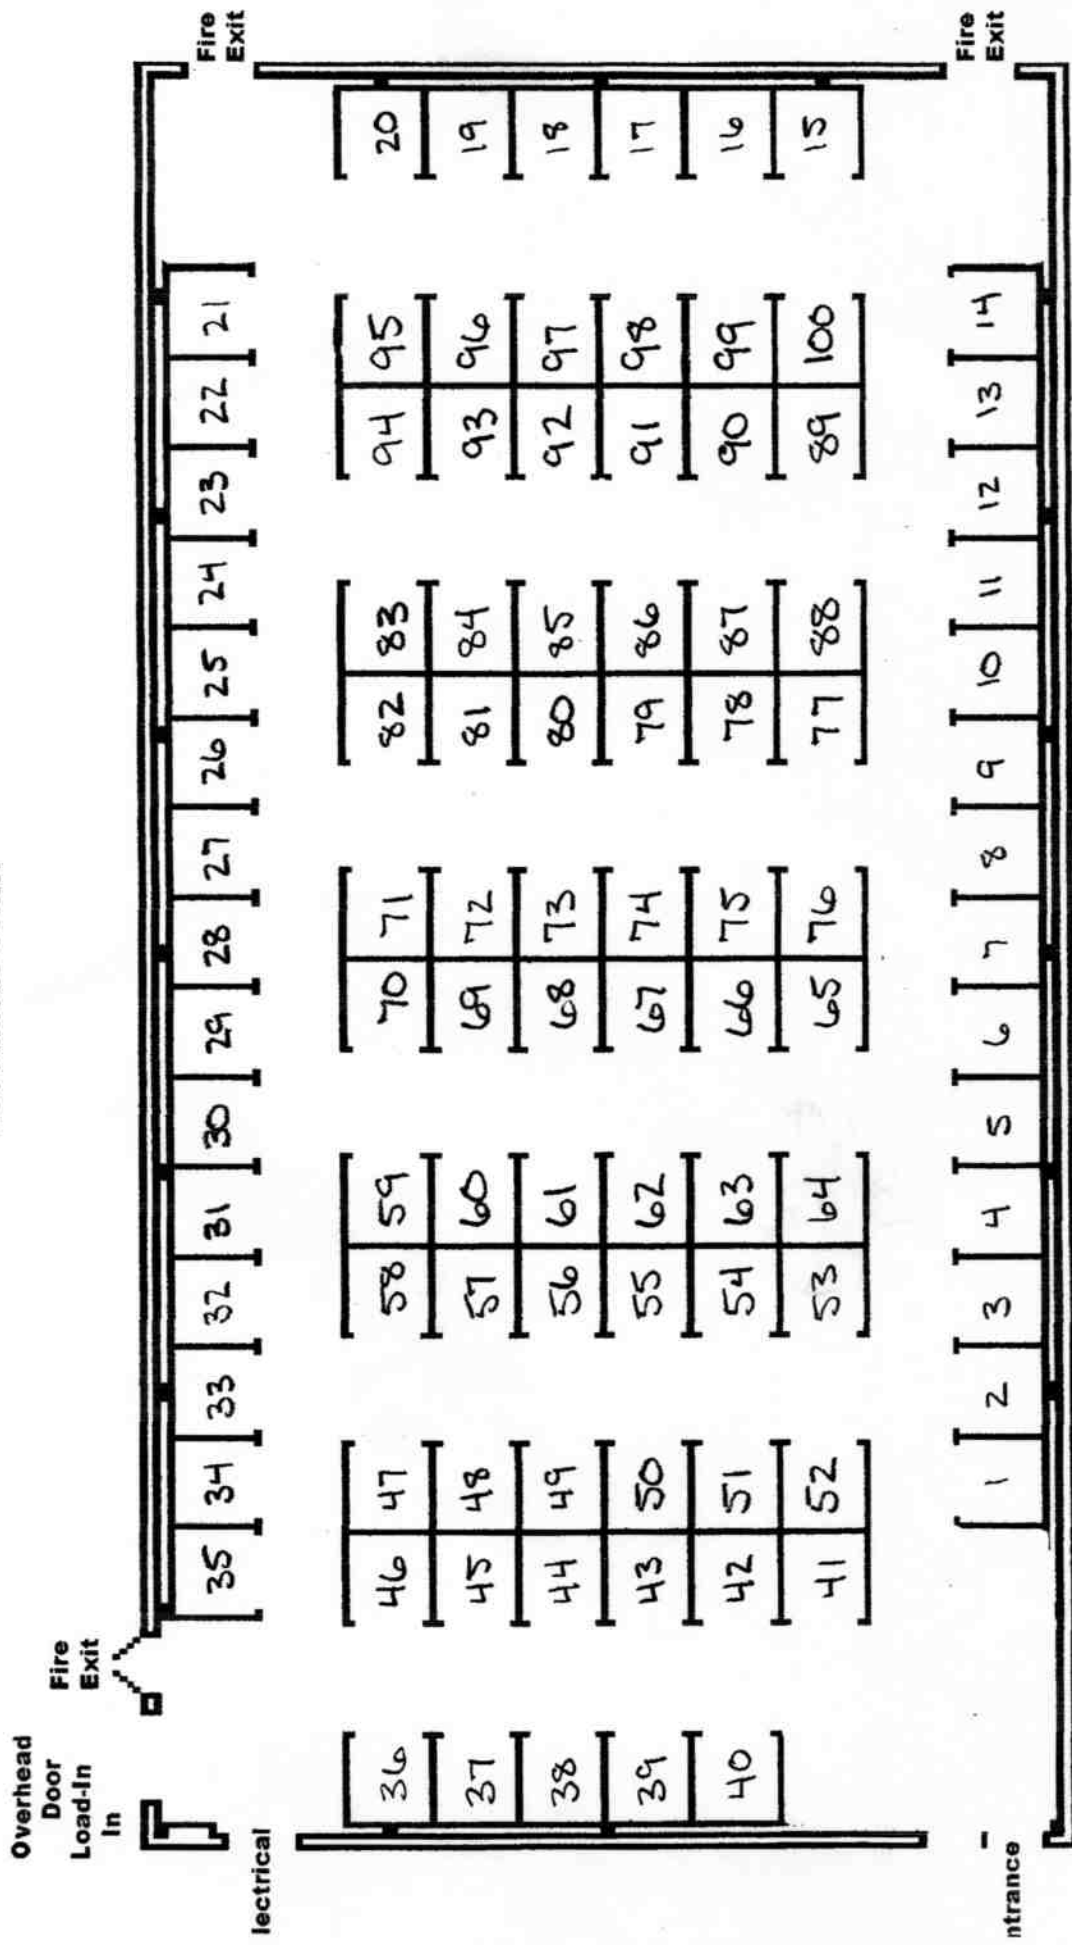 Overhead
Door
Load-In
In
Fire
Exit
Fire
Exit
35 34 33 32 31 30 29 28 27 26 25 24 23 22 21
lectrical
36 46 47 58 59 70 71 82 83 94 95 20
37 45 48 57 60 69 72 81 84 93 96 19
38 44 49 56 61 68 73 80 85 92 97 18
39 43 50 55 62 67 74 79 86 91 98 17
40 42 51 54 63 66 75 78 87 90 99 16
41 52 53 64 65 76 77 88 89 100 15
1 2 3 4 5 6 7 8 9 10 11 12 13 14
Fire
Exit
ntrance